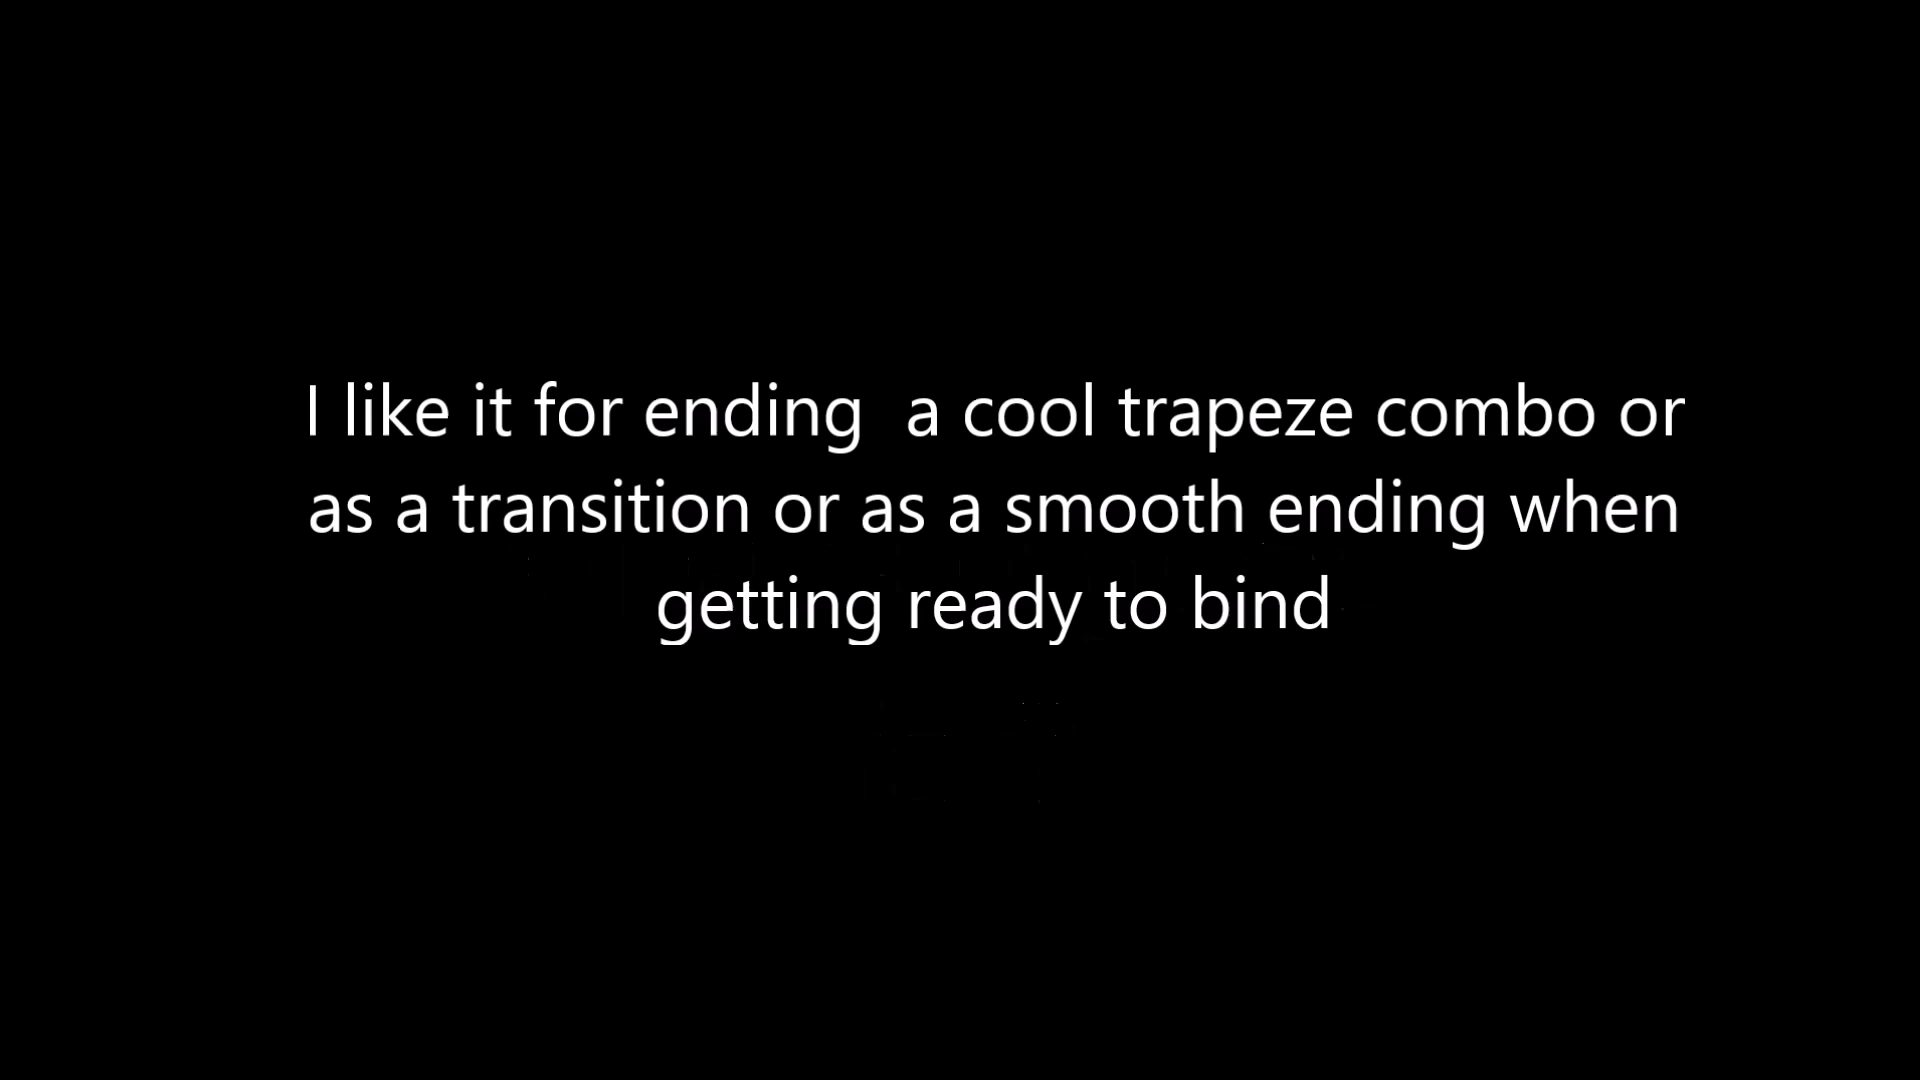 I like it for ending  a cool trapeze combo or
as a transition or as a smooth ending when
getting ready to bind